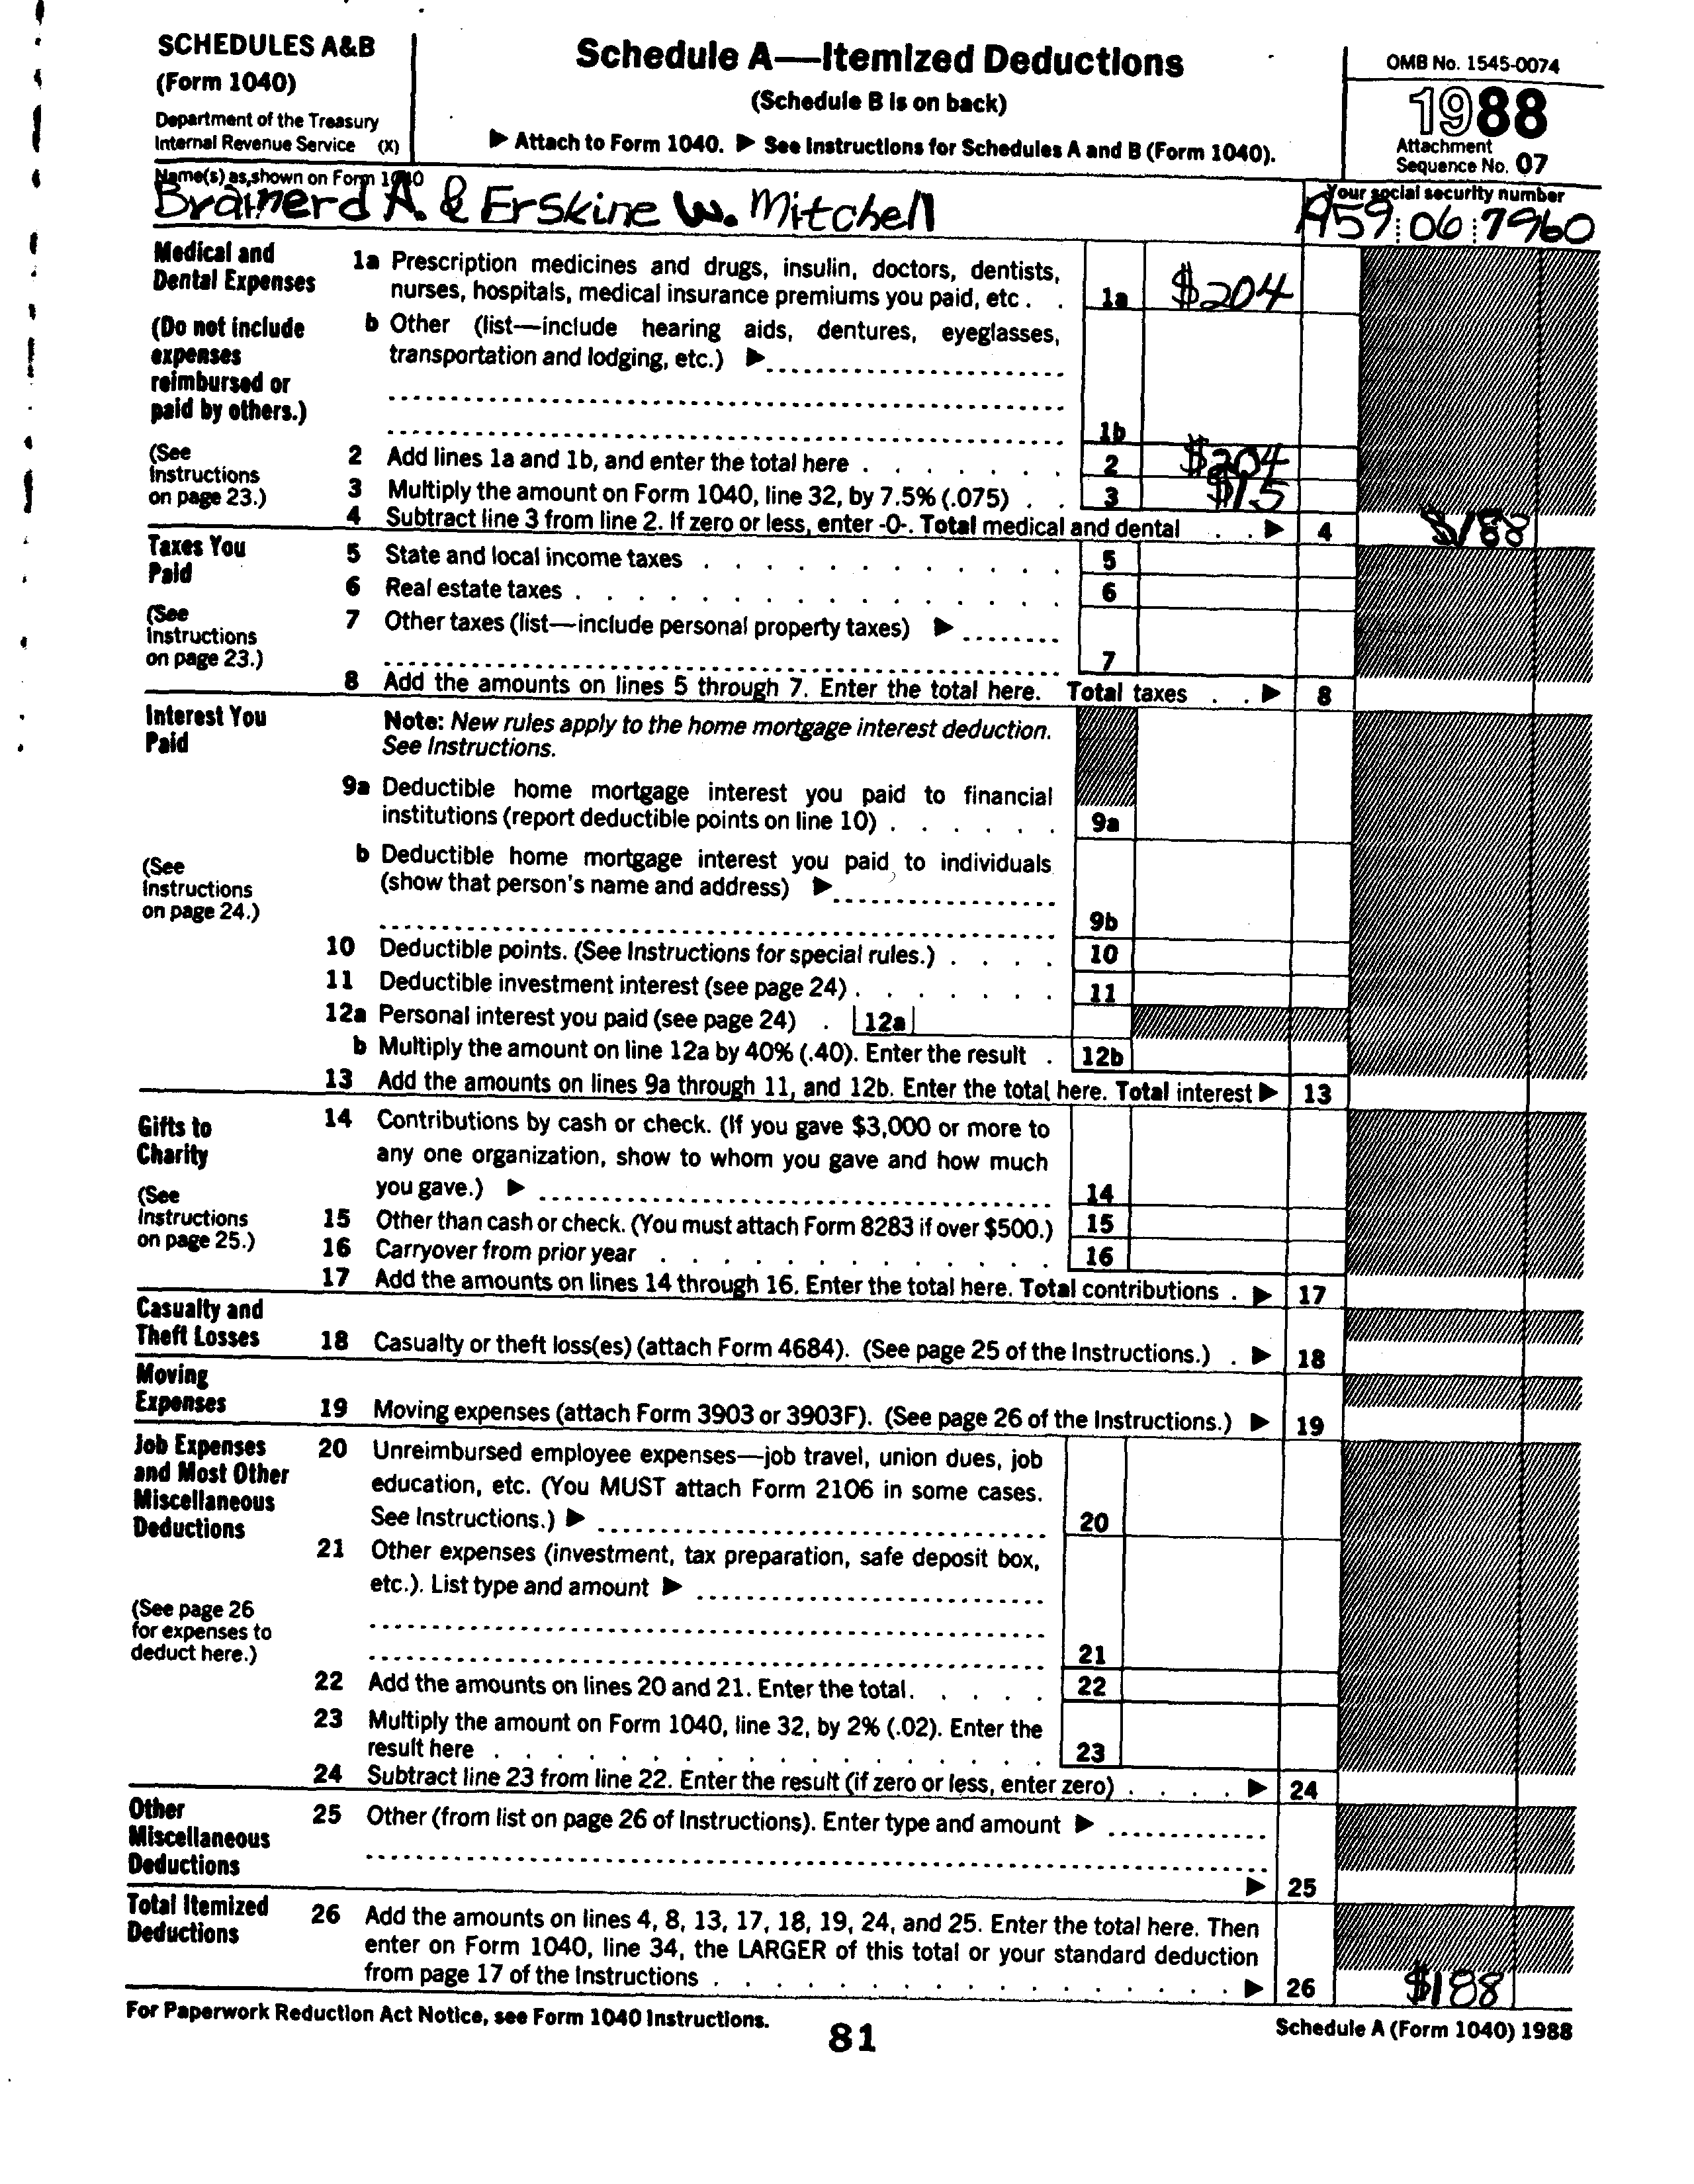 SCHEDULES A&B
(Form 1040)
Department of the Treasury
Internal Revenue Service (X)
Schedule A—Itemized Deductions
(Schedule B is on back)
▶ Attach to Form 1040. ▶ See Instructions for Schedules A and B (Form 1040).
OMB No. 1545-0074
1988
Attachment
Sequence No. 07
Name(s) as shown on Form 1040
Brainerd A. & Erskine W. Mitchell
Your social security number
A59:06:7960
Medical and
Dental Expenses
(Do not include
expenses
reimbursed or
paid by others.)
(See
Instructions
on page 23.)
1a Prescription medicines and drugs, insulin, doctors, dentists,
nurses, hospitals, medical insurance premiums you paid, etc . . 1a $204
b Other (list—include hearing aids, dentures, eyeglasses,
transportation and lodging, etc.) ▶
1b
2 Add lines 1a and 1b, and enter the total here . . . . . . . 2 $204
3 Multiply the amount on Form 1040, line 32, by 7.5% (.075) . . 3 $15
4 Subtract line 3 from line 2. If zero or less, enter -0-. Total medical and dental . . ▶ 4 $188
Taxes You
Paid
(See
Instructions
on page 23.)
5 State and local income taxes . . . . . . . . . . . . 5
6 Real estate taxes . . . . . . . . . . . . . . . . 6
7 Other taxes (list—include personal property taxes) ▶
7
8 Add the amounts on lines 5 through 7. Enter the total here. Total taxes . . ▶ 8
Interest You
Paid
(See
Instructions
on page 24.)
Note: New rules apply to the home mortgage interest deduction.
See Instructions.
9a Deductible home mortgage interest you paid to financial
institutions (report deductible points on line 10) . . . . . . 9a
b Deductible home mortgage interest you paid to individuals
(show that person's name and address) ▶
9b
10 Deductible points. (See Instructions for special rules.) . . . . 10
11 Deductible investment interest (see page 24) . . . . . . . 11
12a Personal interest you paid (see page 24) . 12a
b Multiply the amount on line 12a by 40% (.40). Enter the result . 12b
13 Add the amounts on lines 9a through 11, and 12b. Enter the total here. Total interest ▶ 13
Gifts to
Charity
(See
Instructions
on page 25.)
14 Contributions by cash or check. (If you gave $3,000 or more to
any one organization, show to whom you gave and how much
you gave.) ▶ 14
15 Other than cash or check. (You must attach Form 8283 if over $500.) 15
16 Carryover from prior year . . . . . . . . . . . . . 16
17 Add the amounts on lines 14 through 16. Enter the total here. Total contributions . ▶ 17
Casualty and
Theft Losses
18 Casualty or theft loss(es) (attach Form 4684). (See page 25 of the Instructions.) . ▶ 18
Moving
Expenses
19 Moving expenses (attach Form 3903 or 3903F). (See page 26 of the Instructions.) ▶ 19
Job Expenses
and Most Other
Miscellaneous
Deductions
(See page 26
for expenses to
deduct here.)
20 Unreimbursed employee expenses—job travel, union dues, job
education, etc. (You MUST attach Form 2106 in some cases.
See Instructions.) ▶ 20
21 Other expenses (investment, tax preparation, safe deposit box,
etc.). List type and amount ▶
21
22 Add the amounts on lines 20 and 21. Enter the total . . . . . 22
23 Multiply the amount on Form 1040, line 32, by 2% (.02). Enter the
result here . . . . . . . . . . . . . . . . . . 23
24 Subtract line 23 from line 22. Enter the result (if zero or less, enter zero) . . . . ▶ 24
Other
Miscellaneous
Deductions
25 Other (from list on page 26 of Instructions). Enter type and amount ▶
▶ 25
Total Itemized
Deductions
26 Add the amounts on lines 4, 8, 13, 17, 18, 19, 24, and 25. Enter the total here. Then
enter on Form 1040, line 34, the LARGER of this total or your standard deduction
from page 17 of the Instructions . . . . . . . . . . . . . . . . ▶ 26 $188
For Paperwork Reduction Act Notice, see Form 1040 Instructions.
81
Schedule A (Form 1040) 1988